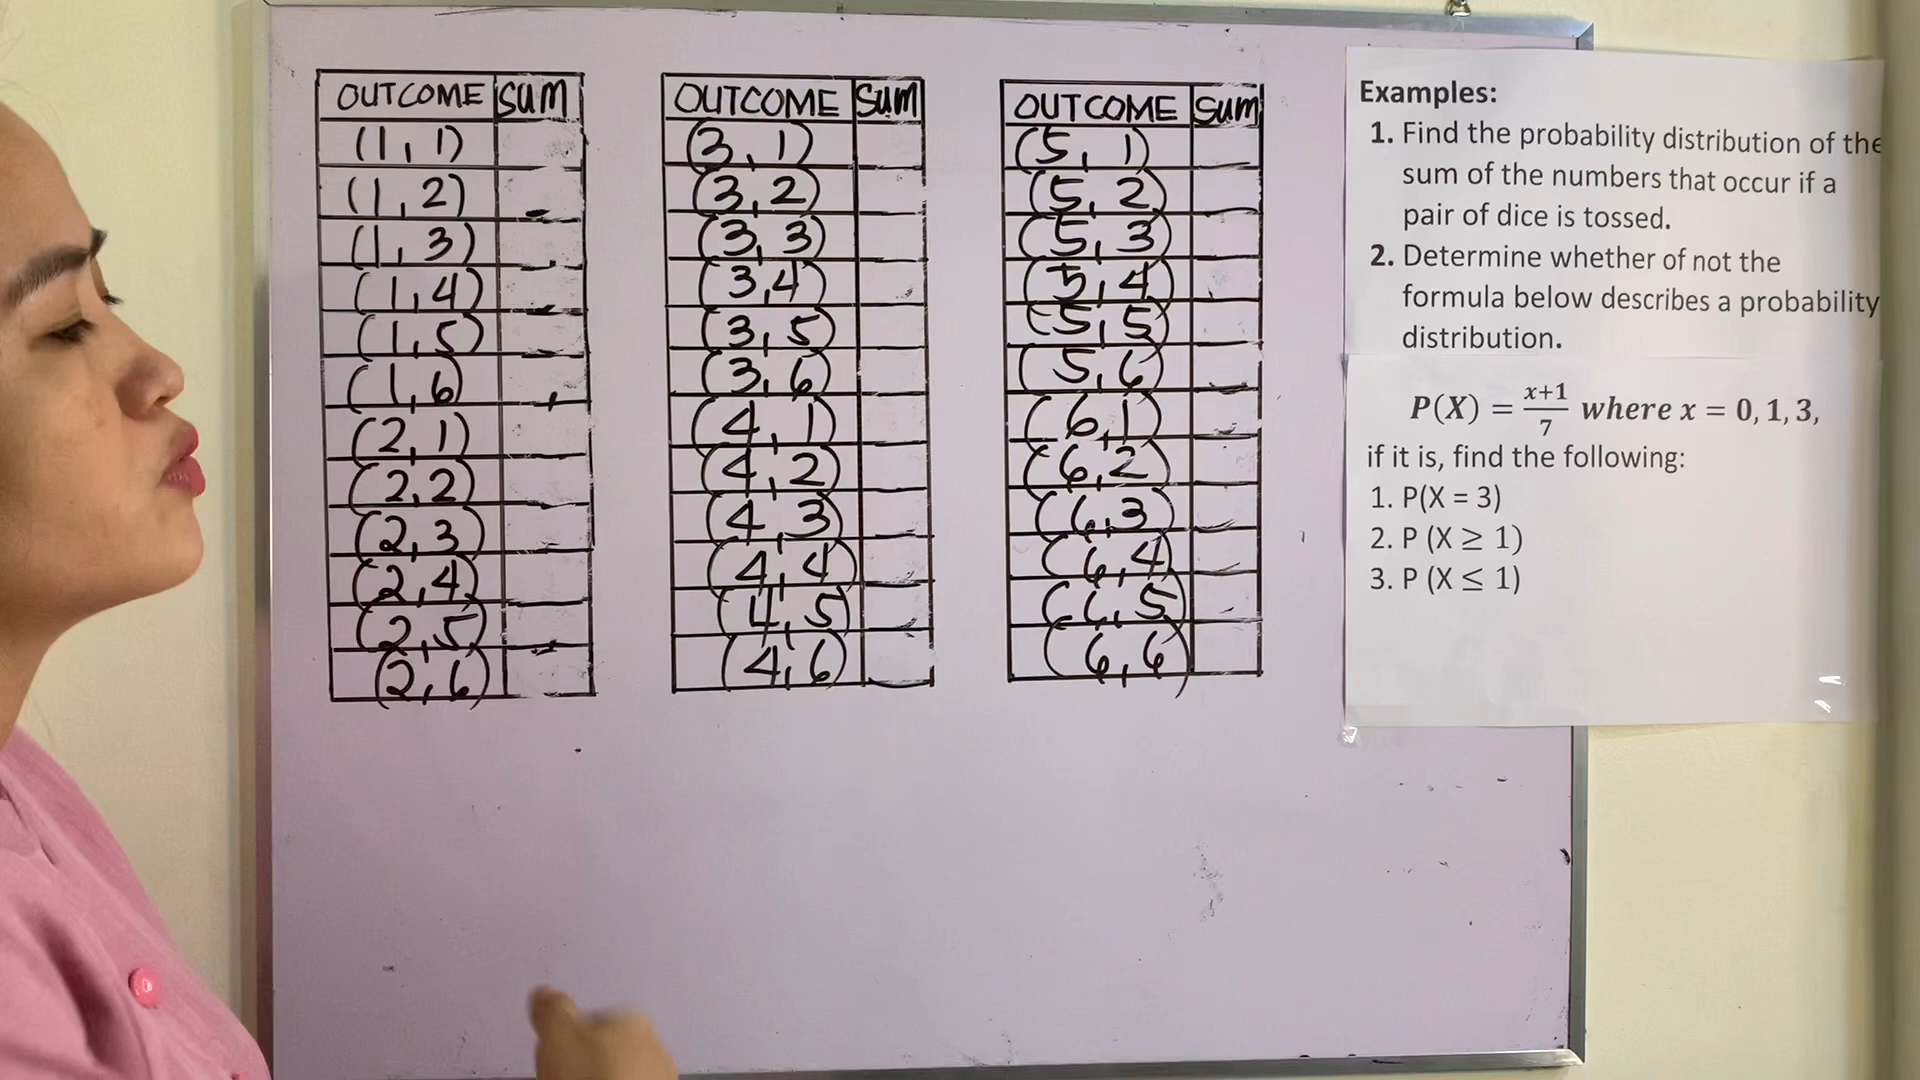 OUTCOME sum
(1, 1)
(1, 2)
(1, 3)
(1, 4)
(1, 5)
(1, 6)
(2, 1)
(2, 2)
(2, 3)
(2, 4)
(2, 5)
(2, 6)
OUTCOME sum
(3, 1)
(3, 2)
(3, 3)
(3, 4)
(3, 5)
(3, 6)
(4, 1)
(4, 2)
(4, 3)
(4, 4)
(4, 5)
(4, 6)
OUTCOME sum
(5, 1)
(5, 2)
(5, 3)
(5, 4)
(5, 5)
(5, 6)
(6, 1)
(6, 2)
(6, 3)
(6, 4)
(6, 5)
(6, 6)
Examples:
1. Find the probability distribution of the
sum of the numbers that occur if a
pair of dice is tossed.
2. Determine whether of not the
formula below describes a probability
distribution.
P(X) = x+1/7 where x = 0, 1, 3,
if it is, find the following:
1. P(X = 3)
2. P (X ≥ 1)
3. P (X ≤ 1)